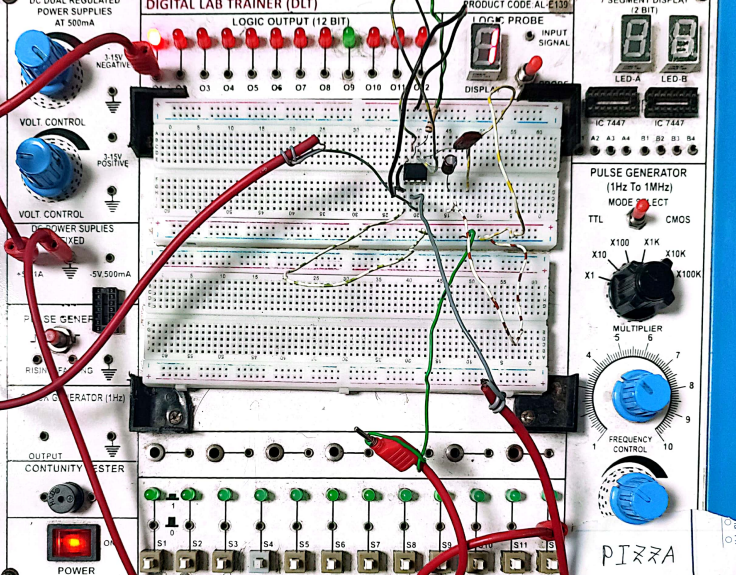 DC DUAL REGULATED
POWER SUPPLIES
AT 500mA
DIGITAL LAB TRAINER (DLT)
PRODUCT CODE: AL-E139
LOGIC OUTPUT (12 BIT)
LOGIC PROBE
INPUT
SIGNAL
7 SEGMENT DISPLAY
(2 BIT)
3-15V
NEGATIVE
O3 O4 O5 O6 O7 O8 O9 O10 O11
LED-A LED-B
IC 7447 IC 7447
VOLT. CONTROL
A2 A3 A4 B1 B2 B3 B4
3-15V
POSITIVE
PULSE GENERATOR
(1Hz To 1MHz)
TTL CMOS
VOLT CONTROL
DC POWER SUPLIES
-5V,500mA
X1 X10 X100 X1K X10K X100K
MULTIPLIER
1 4 5 6 7 8 9 10
FREQUENCY
CONTROL
GENERATOR (1Hz)
OUTPUT
CONTUNITY TESTER
1
0
S1 S2 S3 S4 S5 S6 S7 S8 S9 S10 S11
POWER
PIZZA